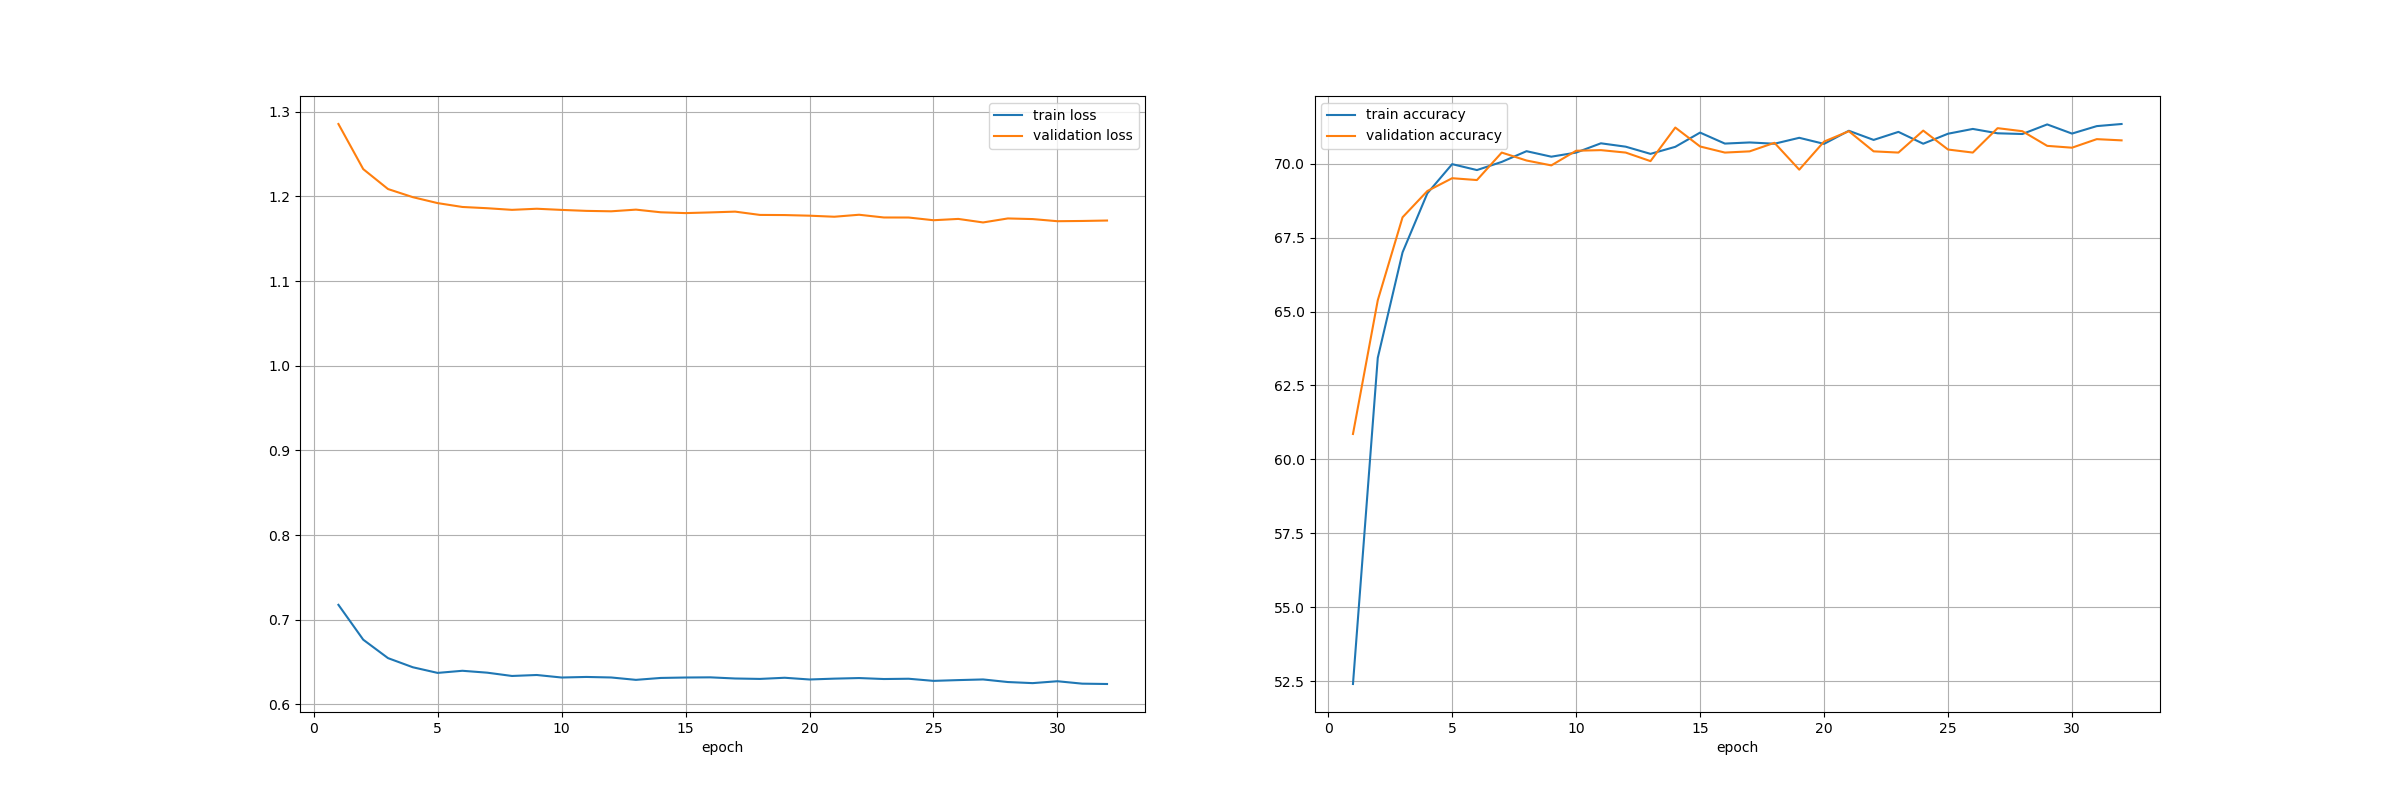 train loss
validation loss
1.3
1.2
1.1
1.0
0.9
0.8
0.7
0.6
0 5 10 15 20 25 30
epoch
train accuracy
validation accuracy
70.0
67.5
65.0
62.5
60.0
57.5
55.0
52.5
0 5 10 15 20 25 30
epoch